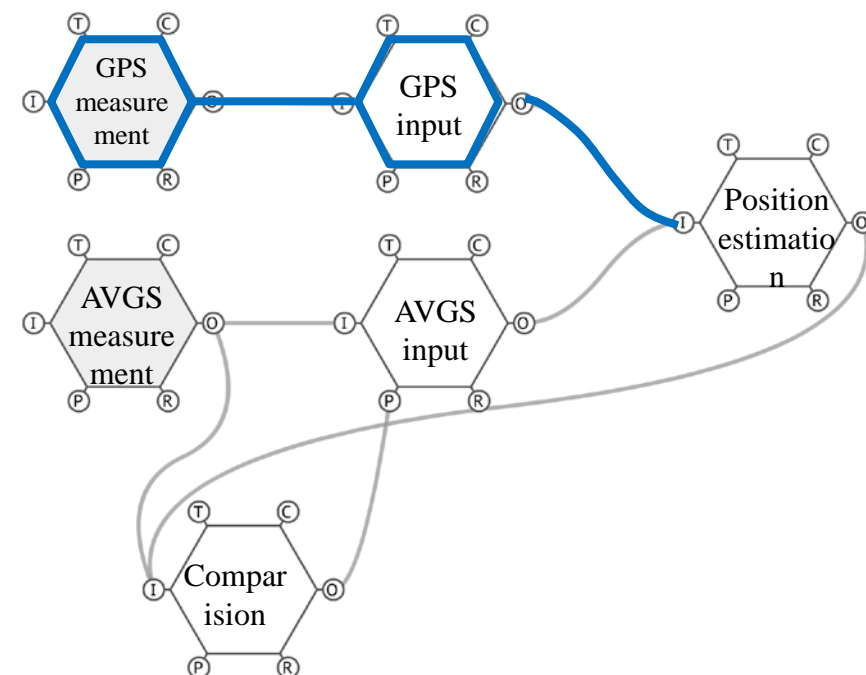 T C T C
GPS
measure
ment
I O
GPS
input
I O
P R P R
T C
Position
estimatio
n
I O
P R
T C T C
AVGS
measure
ment
I O
AVGS
input
I O
P R P R
T C
Compar
ision
I O
P R